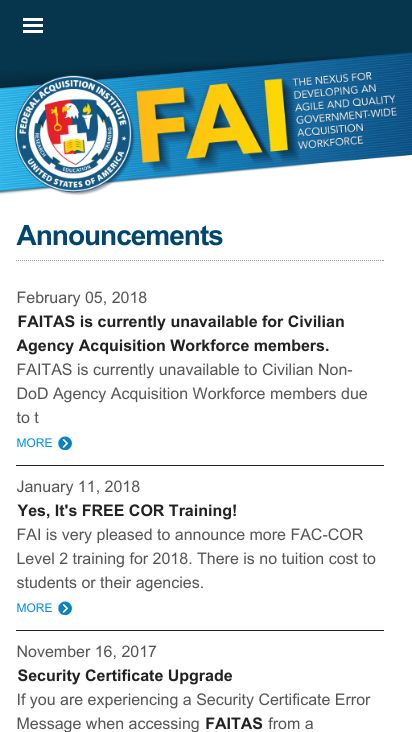 FEDERAL ACQUISITION INSTITUTE
UNITED STATES OF AMERICA
RESEARCH
EDUCATION
TRAINING
FAI
THE NEXUS FOR
DEVELOPING AN
AGILE AND QUALITY
GOVERNMENT-WIDE
ACQUISITION
WORKFORCE
Announcements
February 05, 2018
FAITAS is currently unavailable for Civilian
Agency Acquisition Workforce members.
FAITAS is currently unavailable to Civilian Non-
DoD Agency Acquisition Workforce members due
to t
MORE
January 11, 2018
Yes, It's FREE COR Training!
FAI is very pleased to announce more FAC-COR
Level 2 training for 2018. There is no tuition cost to
students or their agencies.
MORE
November 16, 2017
Security Certificate Upgrade
If you are experiencing a Security Certificate Error
Message when accessing FAITAS from a